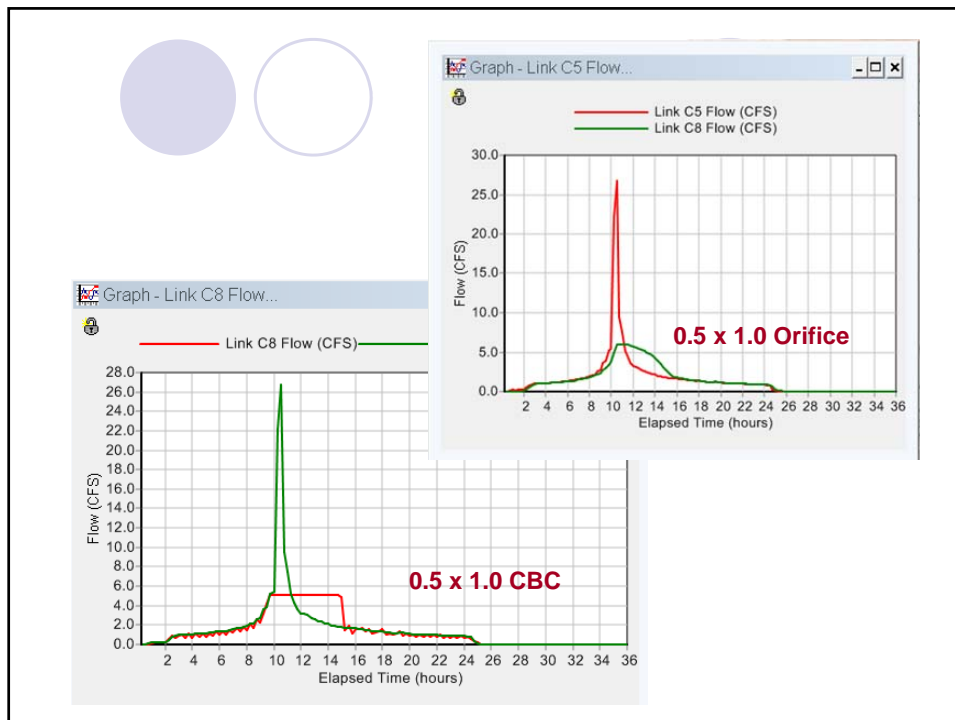 Graph - Link C5 Flow...
Link C5 Flow (CFS)
Link C8 Flow (CFS)
30.0
25.0
20.0
15.0
10.0
5.0
0.0
Flow (CFS)
0.5 x 1.0 Orifice
2 4 6 8 10 12 14 16 18 20 22 24 26 28 30 32 34 36
Elapsed Time (hours)
Graph - Link C8 Flow...
Link C8 Flow (CFS)
28.0
26.0
24.0
22.0
20.0
18.0
16.0
14.0
12.0
10.0
8.0
6.0
4.0
2.0
0.0
Flow (CFS)
0.5 x 1.0 CBC
2 4 6 8 10 12 14 16 18 20 22 24 26 28 30 32 34 36
Elapsed Time (hours)